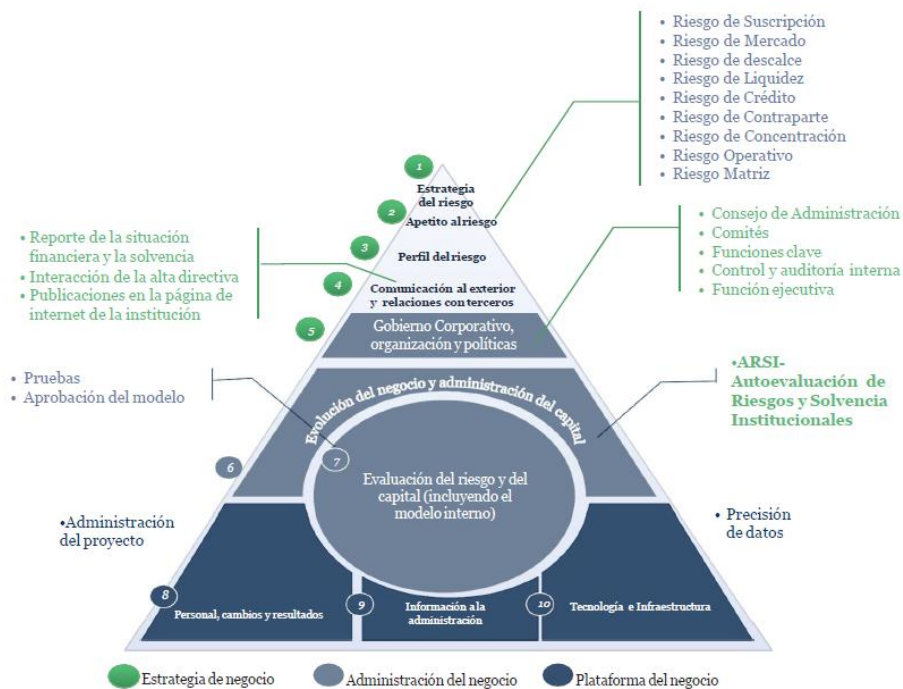 • Riesgo de Suscripción
• Riesgo de Mercado
• Riesgo de descalce
• Riesgo de Liquidez
• Riesgo de Crédito
• Riesgo de Contraparte
• Riesgo de Concentración
• Riesgo Operativo
• Riesgo Matriz
1
Estrategia
del riesgo
2
Apetito al riesgo
3
Perfil del riesgo
4
Comunicación al exterior
y relaciones con terceros
• Consejo de Administración
• Comités
• Funciones clave
• Control y auditoría interna
• Función ejecutiva
• Reporte de la situación
financiera y la solvencia
• Interacción de la alta directiva
• Publicaciones en la página de
internet de la institución
5
Gobierno Corporativo,
organización y políticas
• Pruebas
• Aprobación del modelo
•ARSI-
Autoevaluación de
Riesgos y Solvencia
Institucionales
6
Evolución del negocio y administración del capital
7
Evaluación del riesgo y del
capital (incluyendo el
modelo interno)
•Administración
del proyecto
• Precisión
de datos
8
Personal, cambios y resultados
9
Información a la
administración
10
Tecnología e Infraestructura
Estrategia de negocio
Administración del negocio
Plataforma del negocio